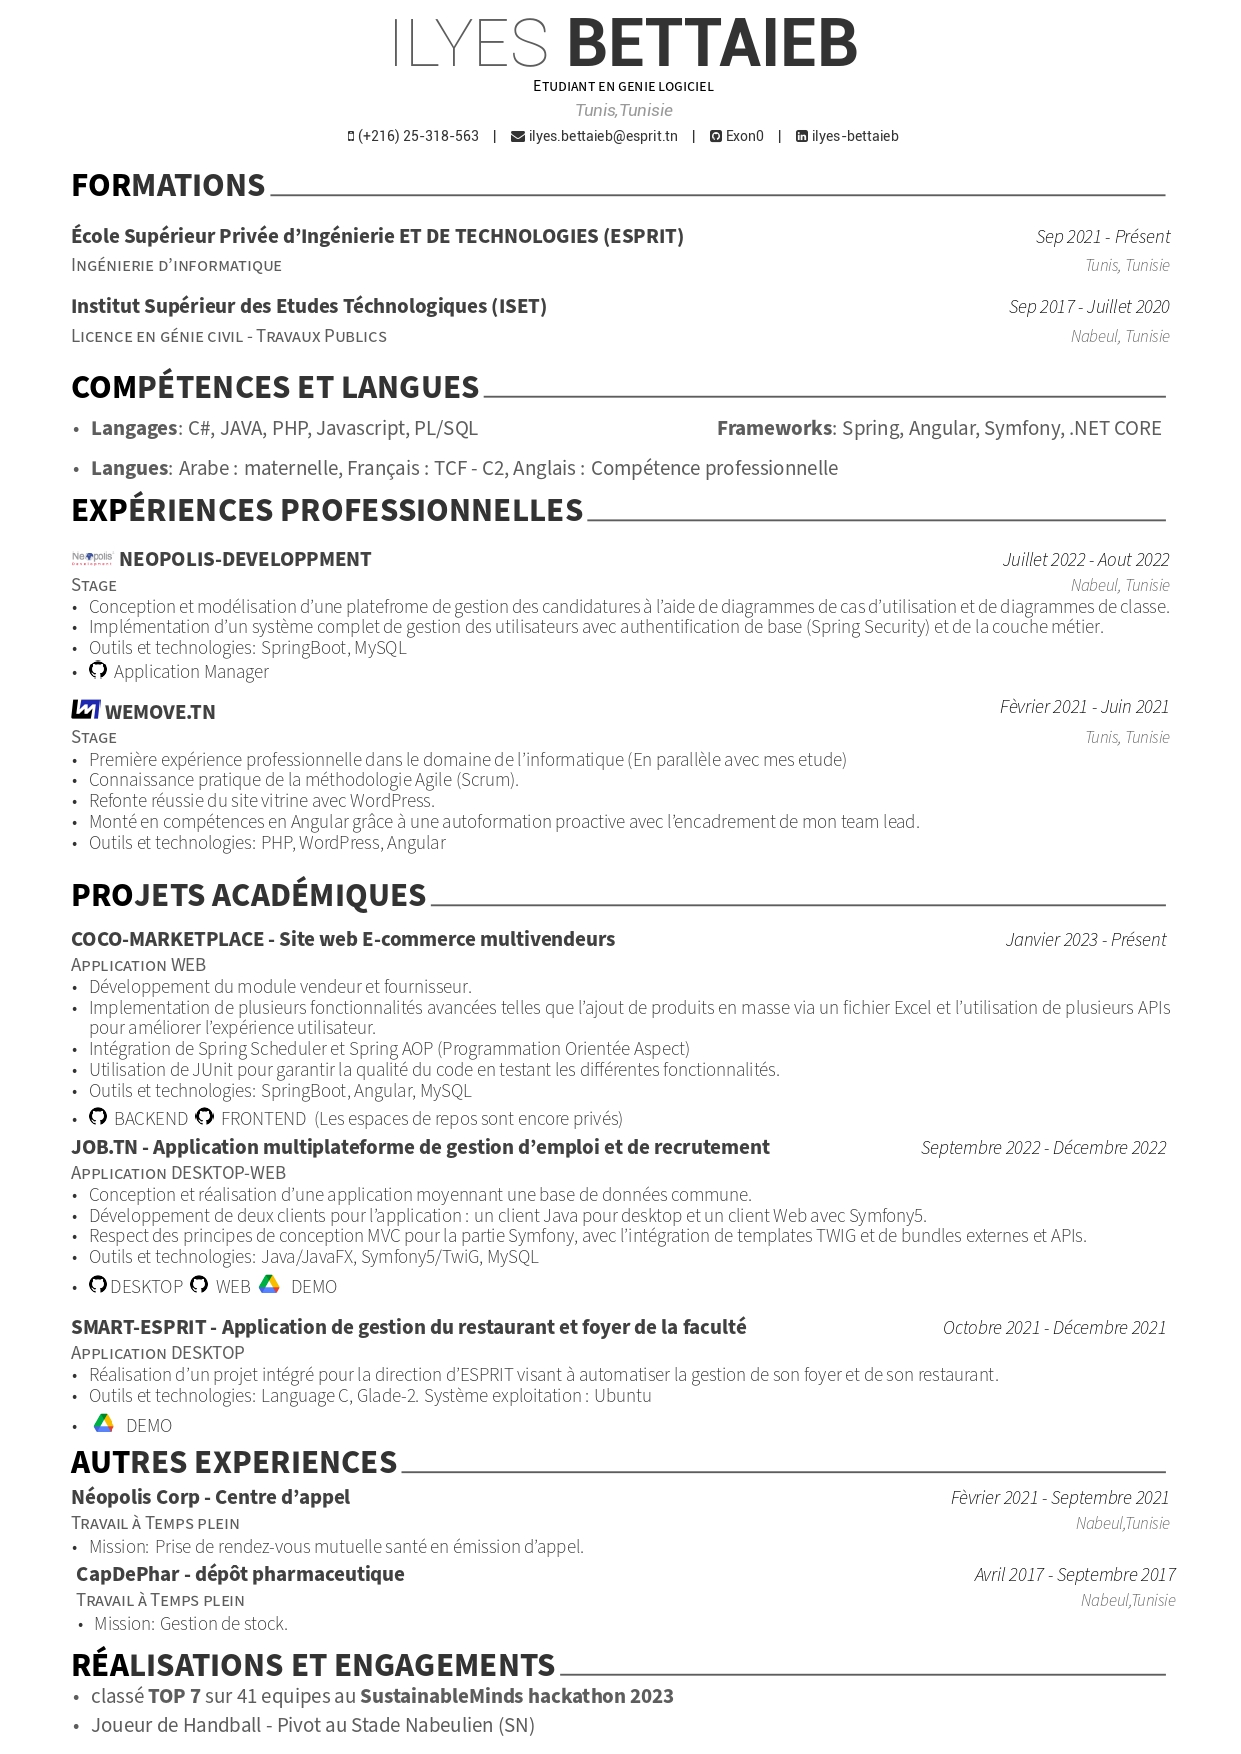 ILYES BETTAIEB
ETUDIANT EN GENIE LOGICIEL
Tunis,Tunisie
(+216) 25-318-563 | ilyes.bettaieb@esprit.tn | Exon0 | ilyes-bettaieb
FORMATIONS
École Supérieur Privée d’Ingénierie ET DE TECHNOLOGIES (ESPRIT) Sep 2021 - Présent
INGÉNIERIE D’INFORMATIQUE Tunis, Tunisie
Institut Supérieur des Etudes Téchnologiques (ISET) Sep 2017 - Juillet 2020
LICENCE EN GÉNIE CIVIL - TRAVAUX PUBLICS Nabeul, Tunisie
COMPÉTENCES ET LANGUES
• Langages: C#, JAVA, PHP, Javascript, PL/SQL Frameworks: Spring, Angular, Symfony, .NET CORE
• Langues: Arabe : maternelle, Français : TCF - C2, Anglais : Compétence professionnelle
EXPÉRIENCES PROFESSIONNELLES
Neopolis Development NEOPOLIS-DEVELOPPMENT Juillet 2022 - Aout 2022
STAGE Nabeul, Tunisie
• Conception et modélisation d’une platefrome de gestion des candidatures à l’aide de diagrammes de cas d’utilisation et de diagrammes de classe.
• Implémentation d’un système complet de gestion des utilisateurs avec authentification de base (Spring Security) et de la couche métier.
• Outils et technologies: SpringBoot, MySQL
• Application Manager
WEMOVE.TN Fèvrier 2021 - Juin 2021
STAGE Tunis, Tunisie
• Première expérience professionnelle dans le domaine de l’informatique (En parallèle avec mes etude)
• Connaissance pratique de la méthodologie Agile (Scrum).
• Refonte réussie du site vitrine avec WordPress.
• Monté en compétences en Angular grâce à une autoformation proactive avec l’encadrement de mon team lead.
• Outils et technologies: PHP, WordPress, Angular
PROJETS ACADÉMIQUES
COCO-MARKETPLACE - Site web E-commerce multivendeurs Janvier 2023 - Présent
APPLICATION WEB
• Développement du module vendeur et fournisseur.
• Implementation de plusieurs fonctionnalités avancées telles que l’ajout de produits en masse via un fichier Excel et l’utilisation de plusieurs APIs
pour améliorer l’expérience utilisateur.
• Intégration de Spring Scheduler et Spring AOP (Programmation Orientée Aspect)
• Utilisation de JUnit pour garantir la qualité du code en testant les différentes fonctionnalités.
• Outils et technologies: SpringBoot, Angular, MySQL
• BACKEND FRONTEND (Les espaces de repos sont encore privés)
JOB.TN - Application multiplateforme de gestion d’emploi et de recrutement Septembre 2022 - Décembre 2022
APPLICATION DESKTOP-WEB
• Conception et réalisation d’une application moyennant une base de données commune.
• Développement de deux clients pour l’application : un client Java pour desktop et un client Web avec Symfony5.
• Respect des principes de conception MVC pour la partie Symfony, avec l’intégration de templates TWIG et de bundles externes et APIs.
• Outils et technologies: Java/JavaFX, Symfony5/TwiG, MySQL
• DESKTOP WEB DEMO
SMART-ESPRIT - Application de gestion du restaurant et foyer de la faculté Octobre 2021 - Décembre 2021
APPLICATION DESKTOP
• Réalisation d’un projet intégré pour la direction d’ESPRIT visant à automatiser la gestion de son foyer et de son restaurant.
• Outils et technologies: Language C, Glade-2. Système exploitation : Ubuntu
• DEMO
AUTRES EXPERIENCES
Néopolis Corp - Centre d’appel Fèvrier 2021 - Septembre 2021
TRAVAIL À TEMPS PLEIN Nabeul,Tunisie
• Mission: Prise de rendez-vous mutuelle santé en émission d’appel.
CapDePhar - dépôt pharmaceutique Avril 2017 - Septembre 2017
TRAVAIL À TEMPS PLEIN Nabeul,Tunisie
• Mission: Gestion de stock.
RÉALISATIONS ET ENGAGEMENTS
• classé TOP 7 sur 41 equipes au SustainableMinds hackathon 2023
• Joueur de Handball - Pivot au Stade Nabeulien (SN)